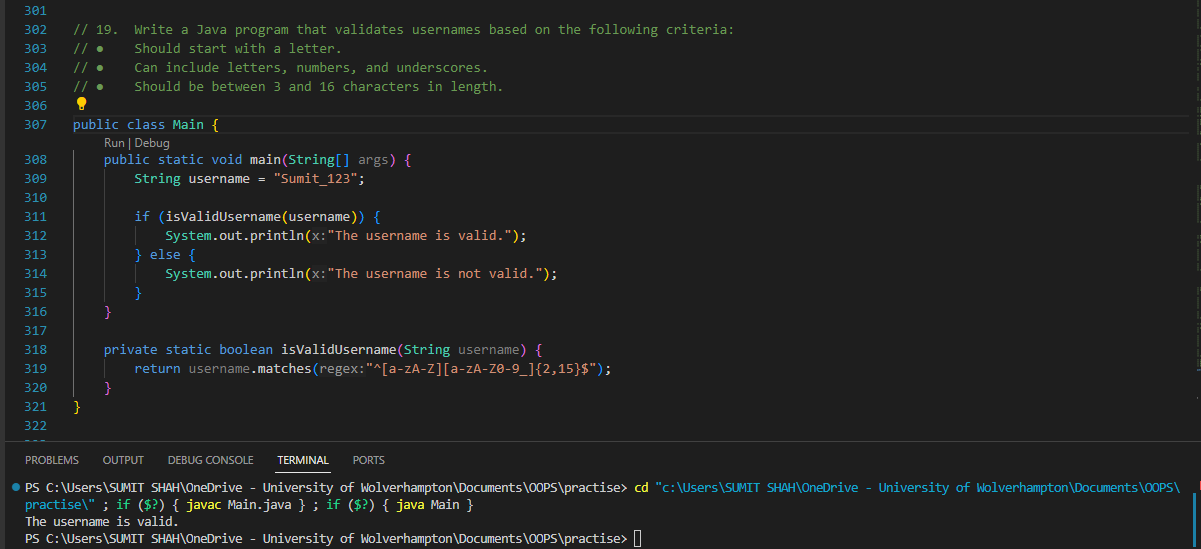 301
302 // 19. Write a Java program that validates usernames based on the following criteria:
303 // ● Should start with a letter.
304 // ● Can include letters, numbers, and underscores.
305 // ● Should be between 3 and 16 characters in length.
306
307 public class Main {
Run | Debug
308 public static void main(String[] args) {
309 String username = "Sumit_123";
310
311 if (isValidUsername(username)) {
312 System.out.println(x:"The username is valid.");
313 } else {
314 System.out.println(x:"The username is not valid.");
315 }
316 }
317
318 private static boolean isValidUsername(String username) {
319 return username.matches(regex:"^[a-zA-Z][a-zA-Z0-9_]{2,15}$");
320 }
321 }
322
PROBLEMS OUTPUT DEBUG CONSOLE TERMINAL PORTS
PS C:\Users\SUMIT SHAH\OneDrive - University of Wolverhampton\Documents\OOPS\practise> cd "c:\Users\SUMIT SHAH\OneDrive - University of Wolverhampton\Documents\OOPS\
practise\" ; if ($?) { javac Main.java } ; if ($?) { java Main }
The username is valid.
PS C:\Users\SUMIT SHAH\OneDrive - University of Wolverhampton\Documents\OOPS\practise>